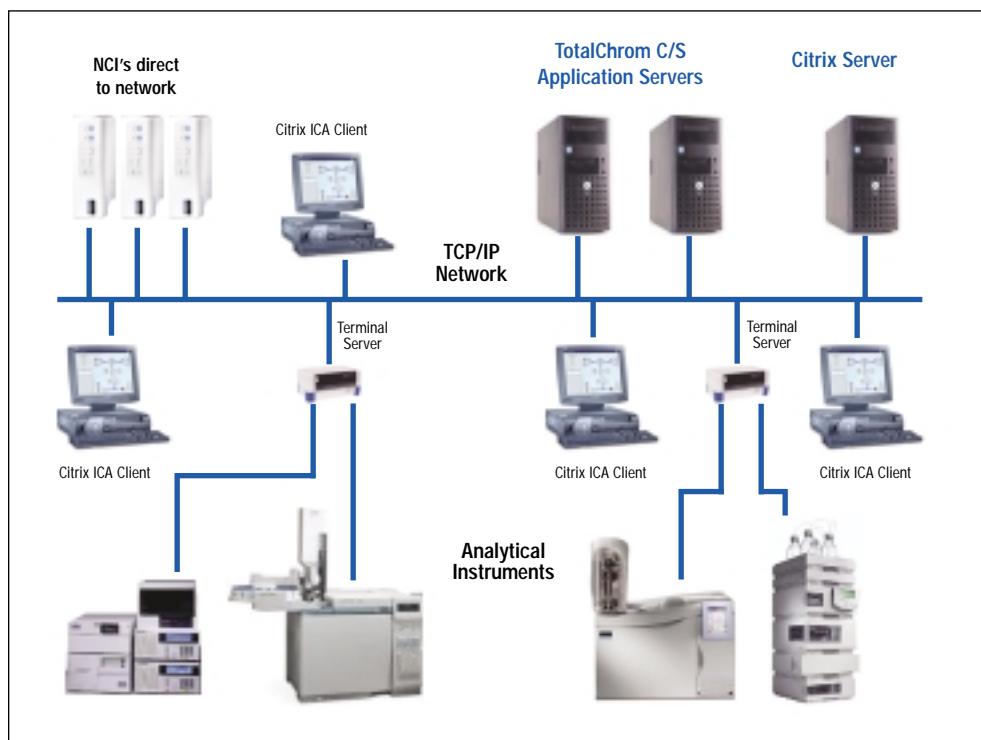 NCI's direct
to network
Citrix ICA Client
TotalChrom C/S
Application Servers
Citrix Server
TCP/IP
Network
Terminal
Server
Terminal
Server
Citrix ICA Client
Citrix ICA Client
Citrix ICA Client
Analytical
Instruments